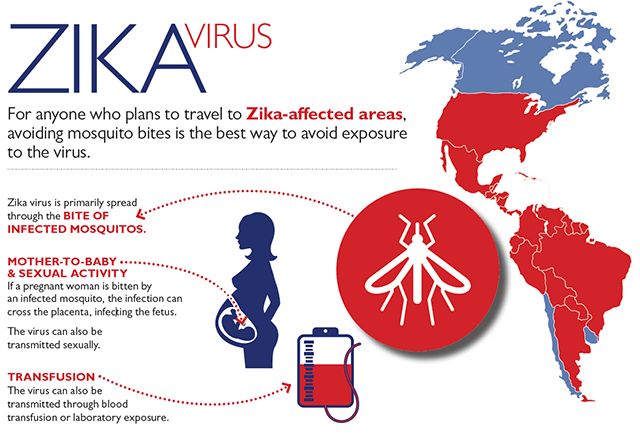 ZIKA VIRUS
For anyone who plans to travel to Zika-affected areas,
avoiding mosquito bites is the best way to avoid exposure
to the virus.
Zika virus is primarily spread
through the BITE OF
INFECTED MOSQUITOS.
MOTHER-TO-BABY
& SEXUAL ACTIVITY
If a pregnant woman is bitten by
an infected mosquito, the infection can
cross the placenta, infecting the fetus.
The virus can also be
transmitted sexually.
TRANSFUSION
The virus can also be
transmitted through blood
transfusion or laboratory exposure.